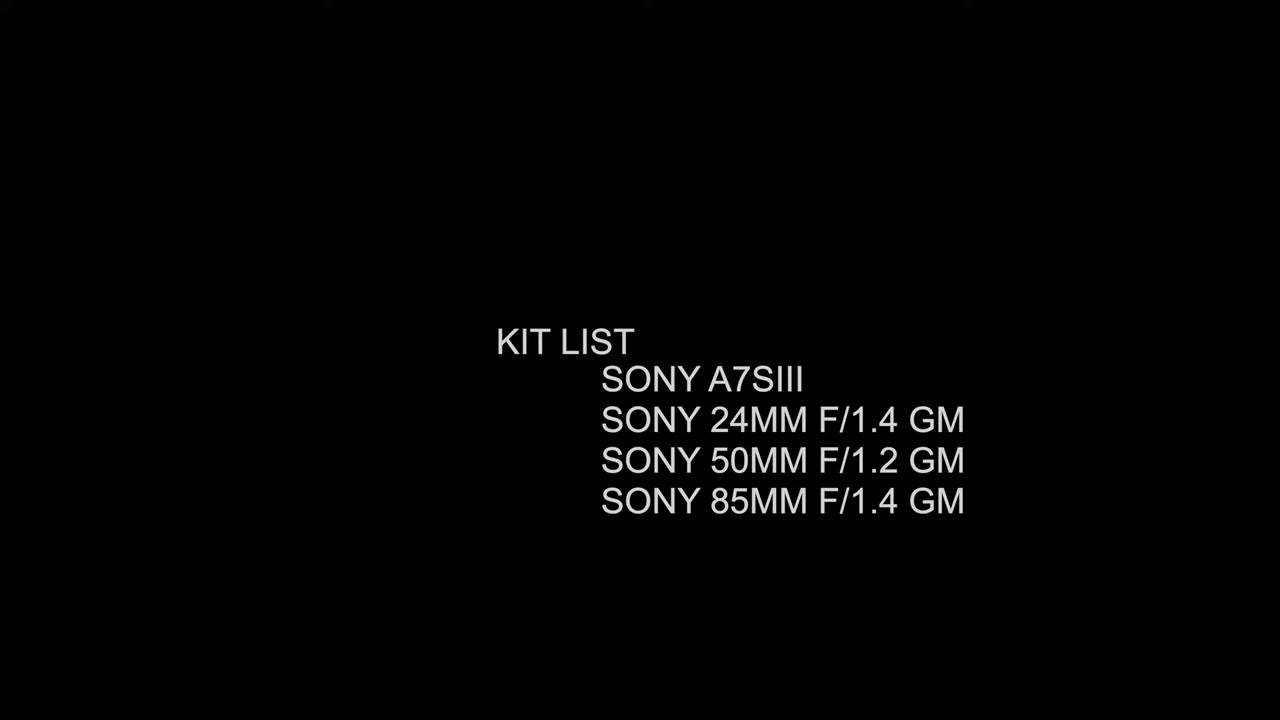 KIT LIST
SONY A7SIII
SONY 24MM F/1.4 GM
SONY 50MM F/1.2 GM
SONY 85MM F/1.4 GM